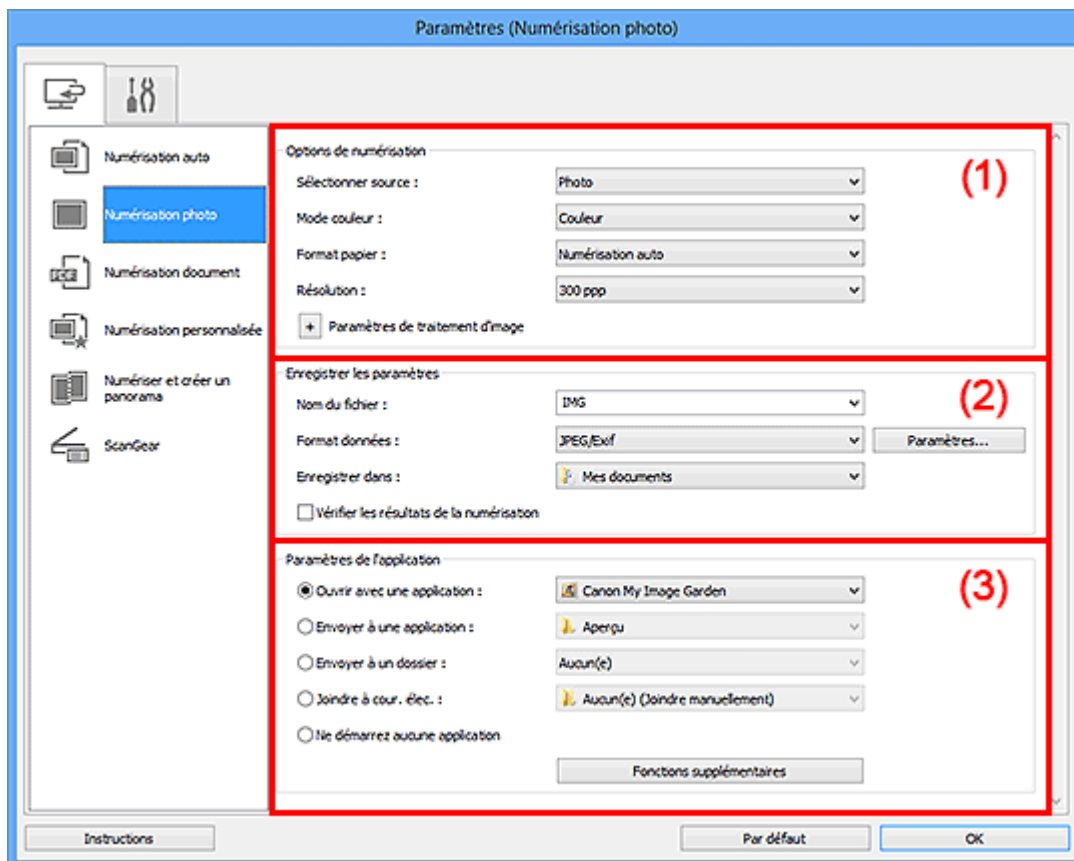 Paramètres (Numérisation photo)
Numérisation auto
Numérisation photo
Numérisation document
Numérisation personnalisée
Numériser et créer un
panorama
ScanGear
Options de numérisation
(1)
Sélectionner source : Photo
Mode couleur : Couleur
Format papier : Numérisation auto
Résolution : 300 ppp
+ Paramètres de traitement d'image
Enregistrer les paramètres
(2)
Nom du fichier : IMG
Format données : JPEG/Exif Paramètres...
Enregistrer dans : Mes documents
Vérifier les résultats de la numérisation
Paramètres de l'application
(3)
Ouvrir avec une application : Canon My Image Garden
Envoyer à une application : Aperçu
Envoyer à un dossier : Aucun(e)
Joindre à cour. élec. : Aucun(e) (Joindre manuellement)
Ne démarrez aucune application
Fonctions supplémentaires
Instructions Par défaut OK